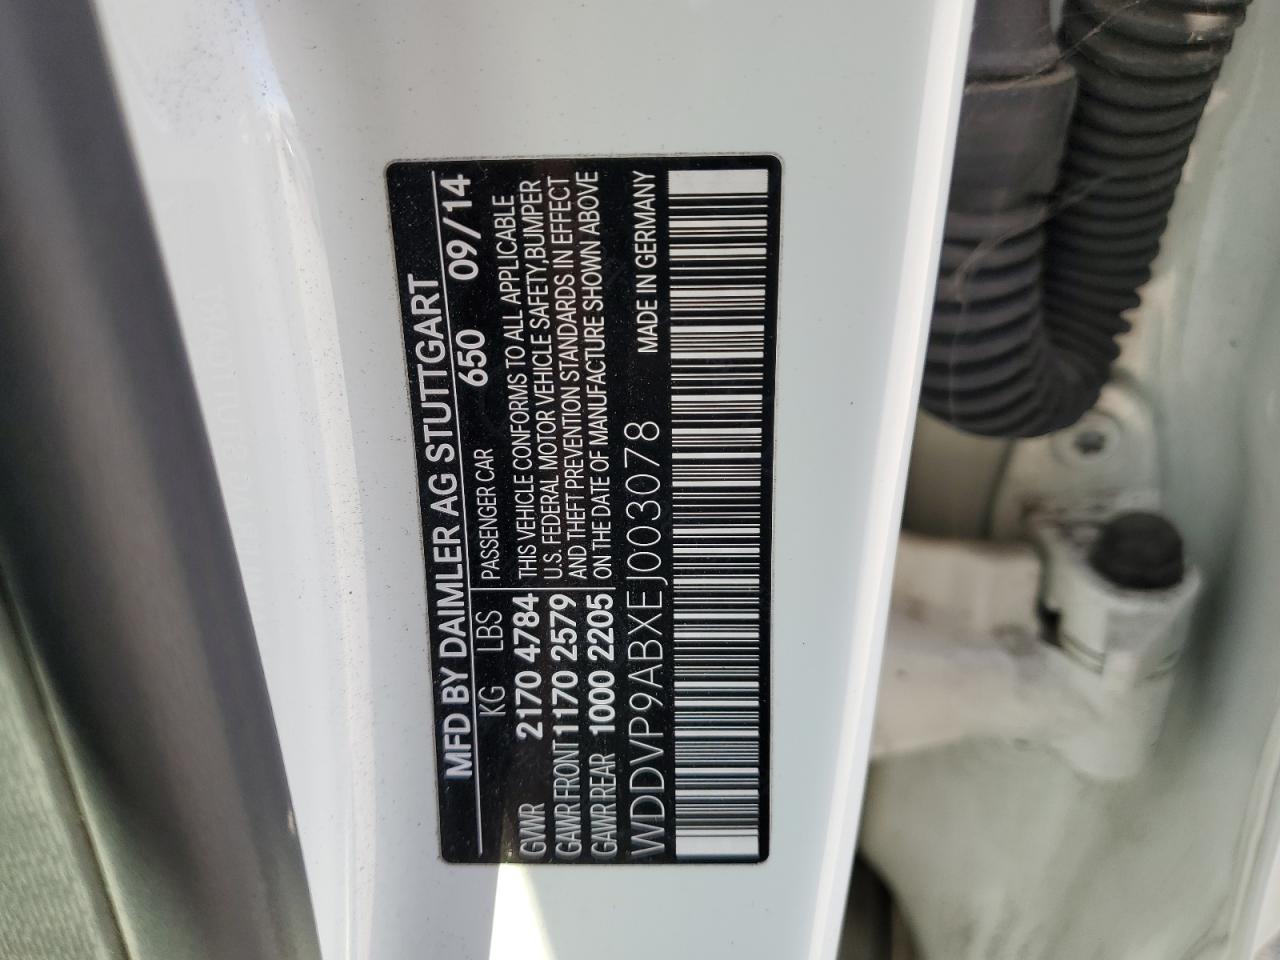 MFD BY DAIMLER AG STUTTGART
KG LBS 650 09/14
PASSENGER CAR
GVWR 2170 4784 THIS VEHICLE CONFORMS TO ALL APPLICABLE
GAWR FRONT 1170 2579 U.S. FEDERAL MOTOR VEHICLE SAFETY,BUMPER
AND THEFT PREVENTION STANDARDS IN EFFECT
GAWR REAR 1000 2205 ON THE DATE OF MANUFACTURE SHOWN ABOVE
WDDVP9ABXEJ003078 MADE IN GERMANY